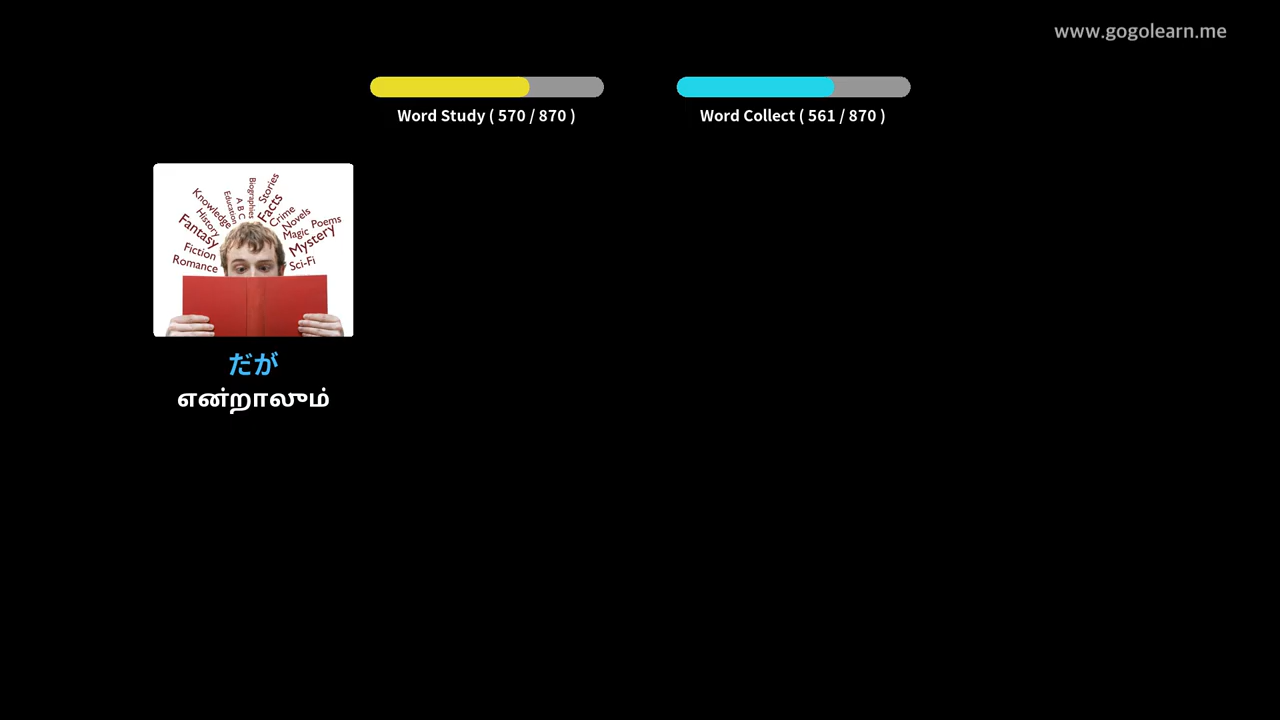 www.gogolearn.me
Word Study ( 570 / 870 )
Word Collect ( 561 / 870 )
Knowledge
History
Fantasy
Fiction
Romance
Education
A B C
Biographies
Stories
Facts
Crime
Novels
Magic
Poems
Mystery
Sci-Fi
だが
என்றாலும்